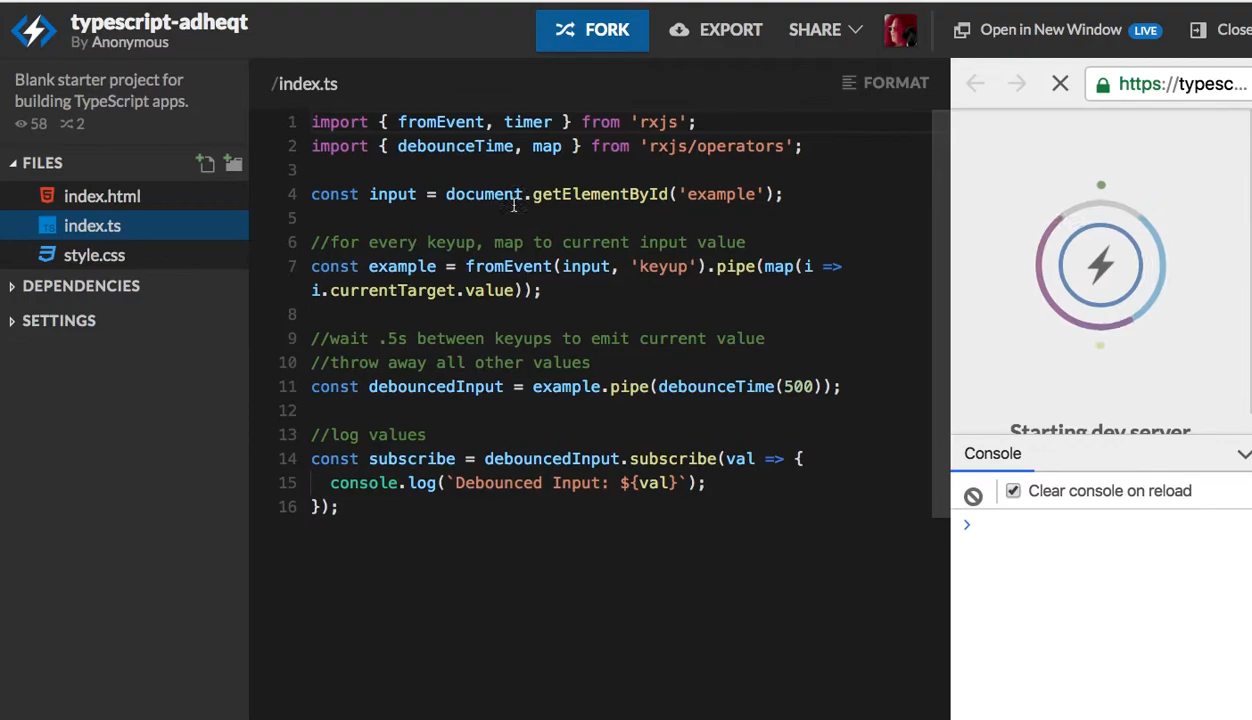 typescript-adheqt
By Anonymous
FORK
EXPORT
SHARE
Open in New Window LIVE
Close
Blank starter project for
building TypeScript apps.
58 2
FILES
index.html
TS index.ts
style.css
DEPENDENCIES
SETTINGS
/index.ts
FORMAT
1 import { fromEvent, timer } from 'rxjs';
2 import { debounceTime, map } from 'rxjs/operators';
3
4 const input = document.getElementById('example');
5
6 //for every keyup, map to current input value
7 const example = fromEvent(input, 'keyup').pipe(map(i =>
i.currentTarget.value));
8
9 //wait .5s between keyups to emit current value
10 //throw away all other values
11 const debouncedInput = example.pipe(debounceTime(500));
12
13 //log values
14 const subscribe = debouncedInput.subscribe(val => {
15 console.log(`Debounced Input: ${val}`);
16 });
https://typesc...
Starting dev server
Console
Clear console on reload